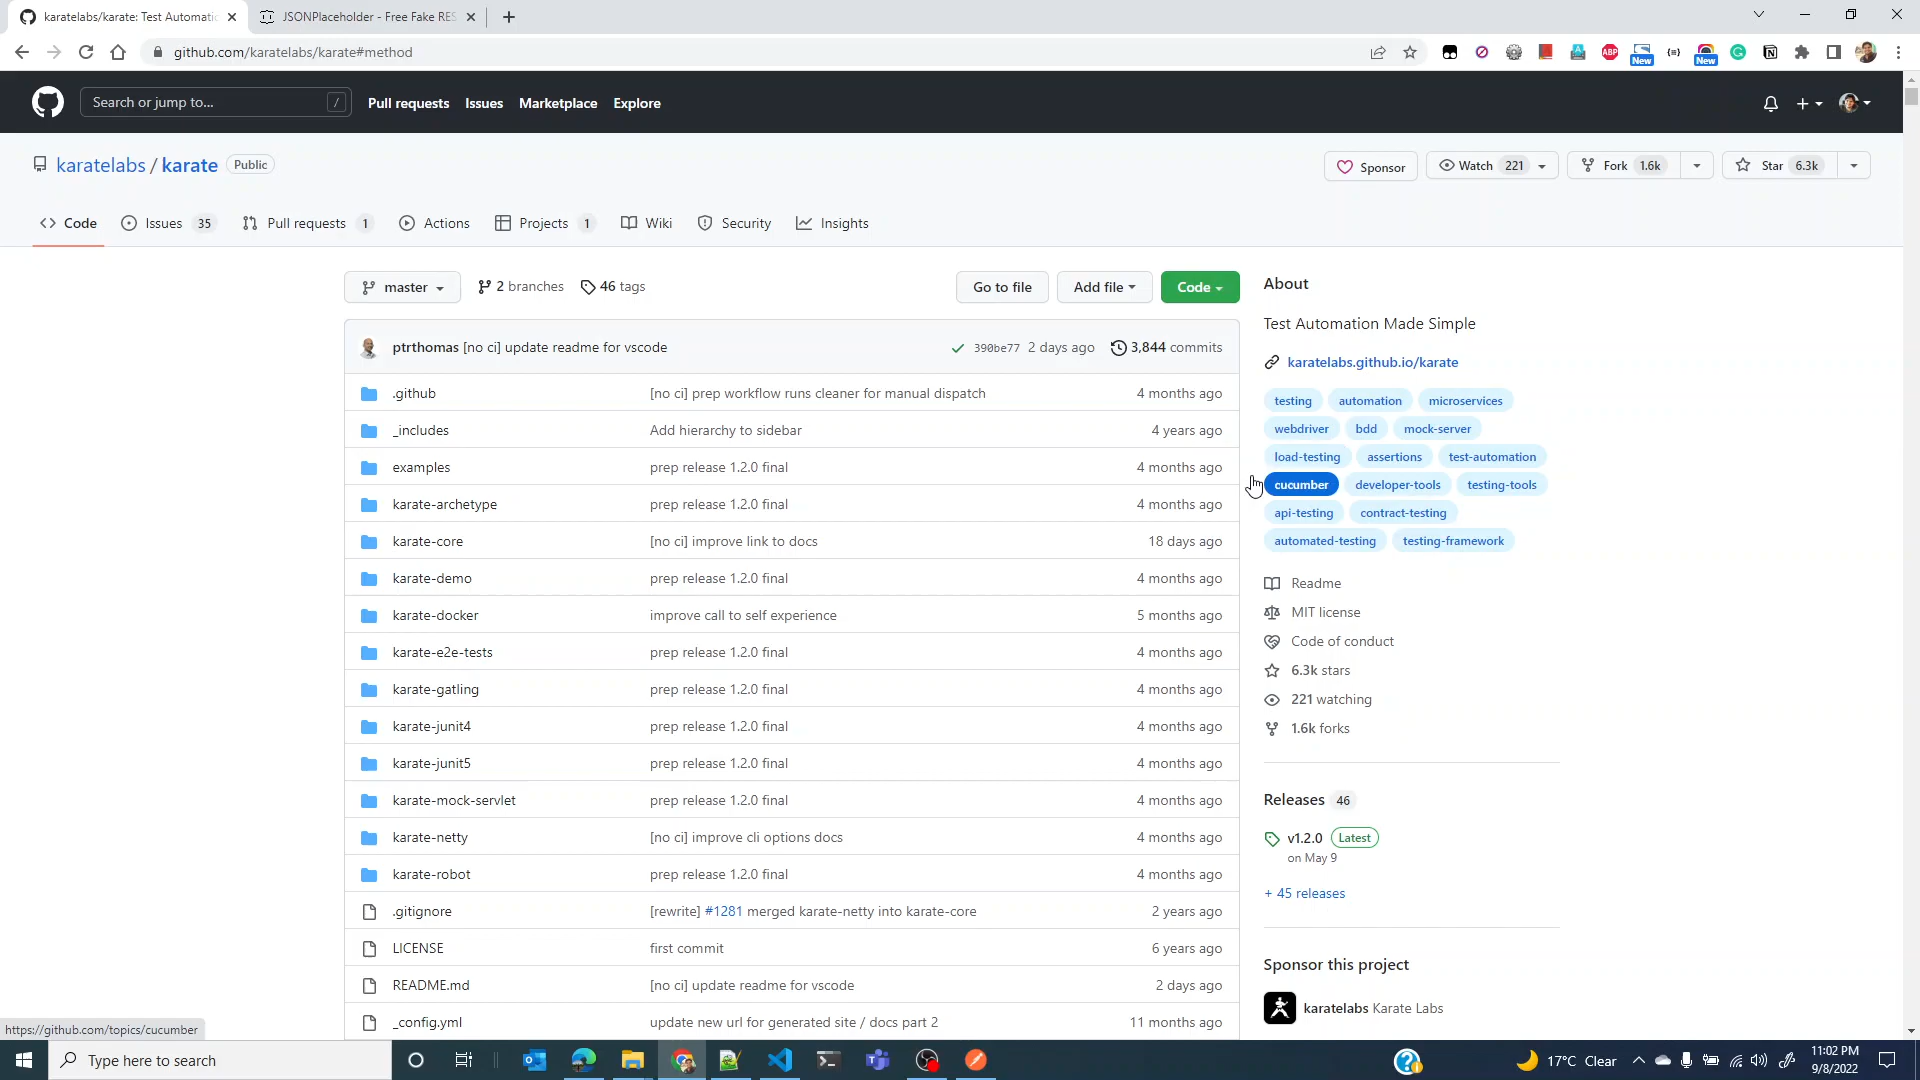 karatelabs/karate: Test Automatic
JSONPlaceholder - Free Fake RES
github.com/karatelabs/karate#method
ABP
New
New
Search or jump to...
/
Pull requests
Issues
Marketplace
Explore
karatelabs / karate
Public
Sponsor
Watch 221
Fork 1.6k
Star 6.3k
Code
Issues 35
Pull requests 1
Actions
Projects 1
Wiki
Security
Insights
master
2 branches
46 tags
Go to file
Add file
Code
ptrthomas [no ci] update readme for vscode
390be77 2 days ago
3,844 commits
.github [no ci] prep workflow runs cleaner for manual dispatch 4 months ago
_includes Add hierarchy to sidebar 4 years ago
examples prep release 1.2.0 final 4 months ago
karate-archetype prep release 1.2.0 final 4 months ago
karate-core [no ci] improve link to docs 18 days ago
karate-demo prep release 1.2.0 final 4 months ago
karate-docker improve call to self experience 5 months ago
karate-e2e-tests prep release 1.2.0 final 4 months ago
karate-gatling prep release 1.2.0 final 4 months ago
karate-junit4 prep release 1.2.0 final 4 months ago
karate-junit5 prep release 1.2.0 final 4 months ago
karate-mock-servlet prep release 1.2.0 final 4 months ago
karate-netty [no ci] improve cli options docs 4 months ago
karate-robot prep release 1.2.0 final 4 months ago
.gitignore [rewrite] #1281 merged karate-netty into karate-core 2 years ago
LICENSE first commit 6 years ago
README.md [no ci] update readme for vscode 2 days ago
_config.yml update new url for generated site / docs part 2 11 months ago
About
Test Automation Made Simple
karatelabs.github.io/karate
testing automation microservices
webdriver bdd mock-server
load-testing assertions test-automation
cucumber developer-tools testing-tools
api-testing contract-testing
automated-testing testing-framework
Readme
MIT license
Code of conduct
6.3k stars
221 watching
1.6k forks
Releases 46
v1.2.0 Latest
on May 9
+ 45 releases
Sponsor this project
karatelabs Karate Labs
https://github.com/topics/cucumber
Type here to search
17°C Clear
11:02 PM
9/8/2022